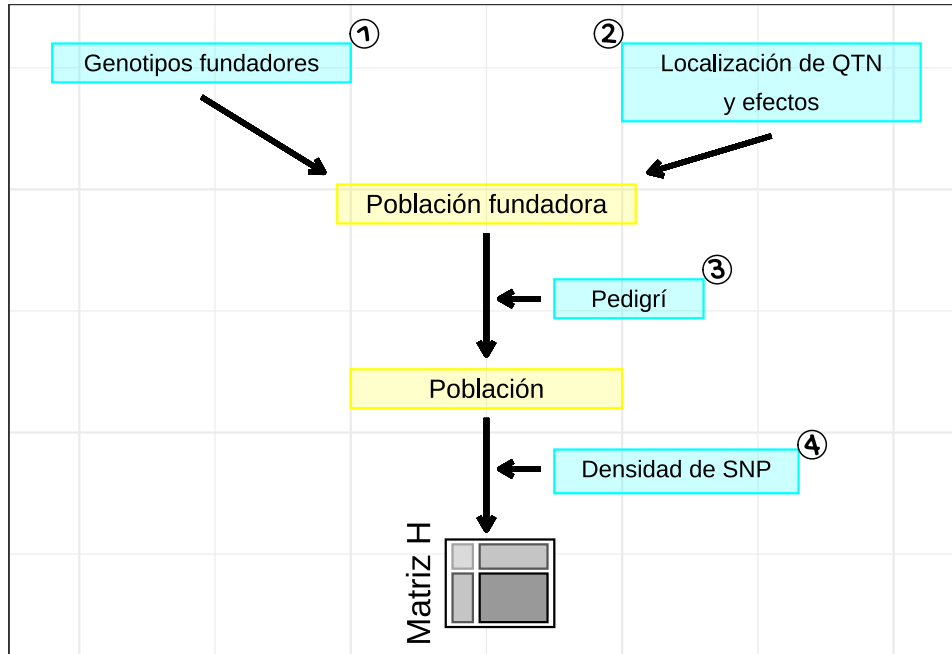 1
Genotipos fundadores
2
Localización de QTN
y efectos
Población fundadora
3
Pedigrí
Población
4
Densidad de SNP
Matriz H